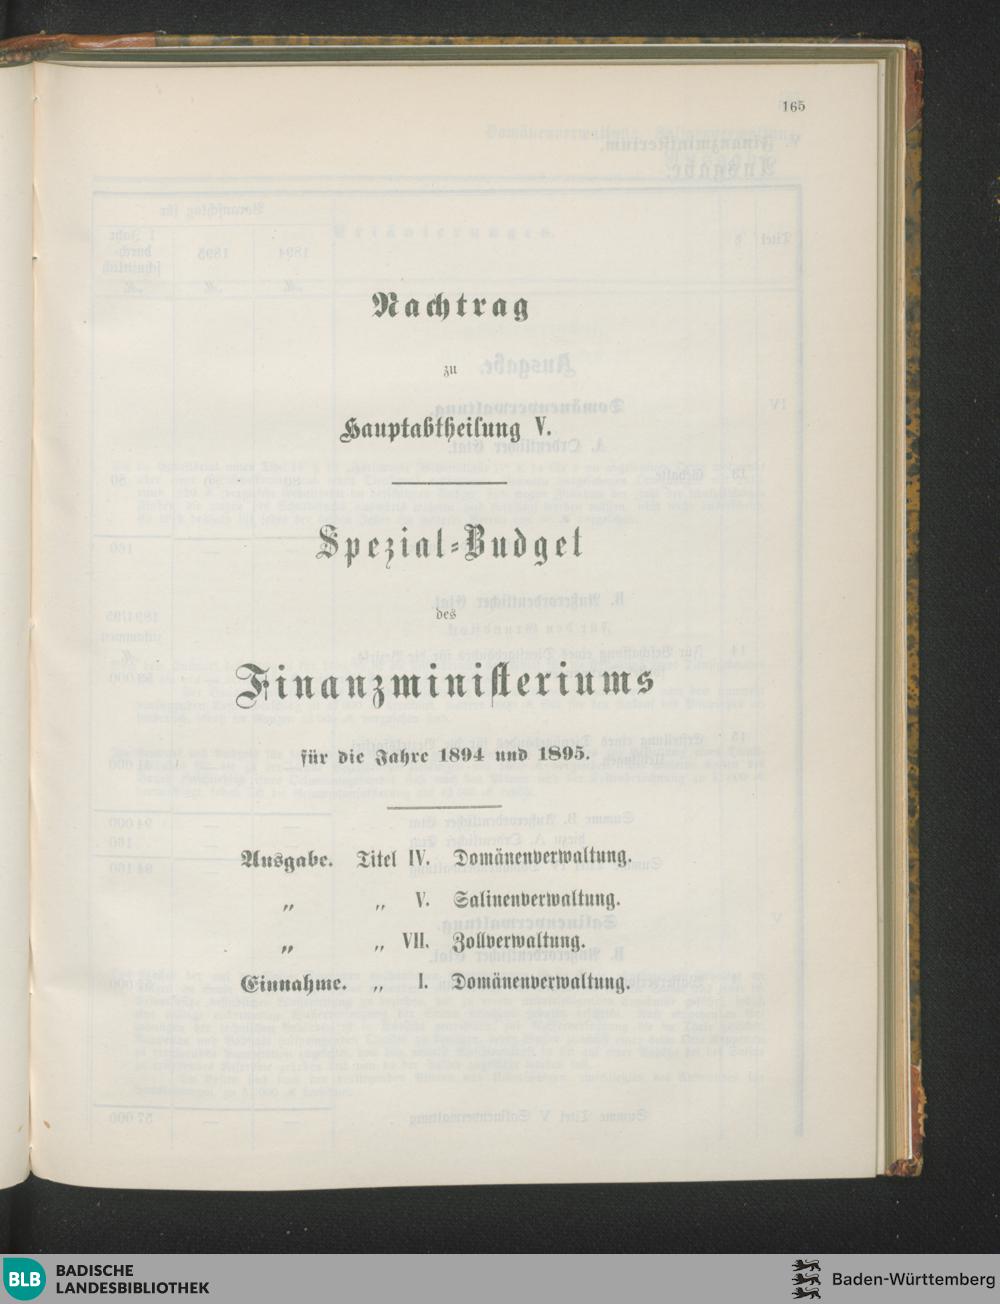 165
Nachtrag
zu
Hauptabtheilung V.
Spezial-Budget
des
Finanzministeriums
für die Jahre 1894 und 1895.
Ausgabe. Titel IV. Domänenverwaltung.
„ „ V. Salinenverwaltung.
„ „ VII. Zollverwaltung.
Einnahme. „ I. Domänenverwaltung.
BLB BADISCHE
LANDESBIBLIOTHEK
Baden-Württemberg